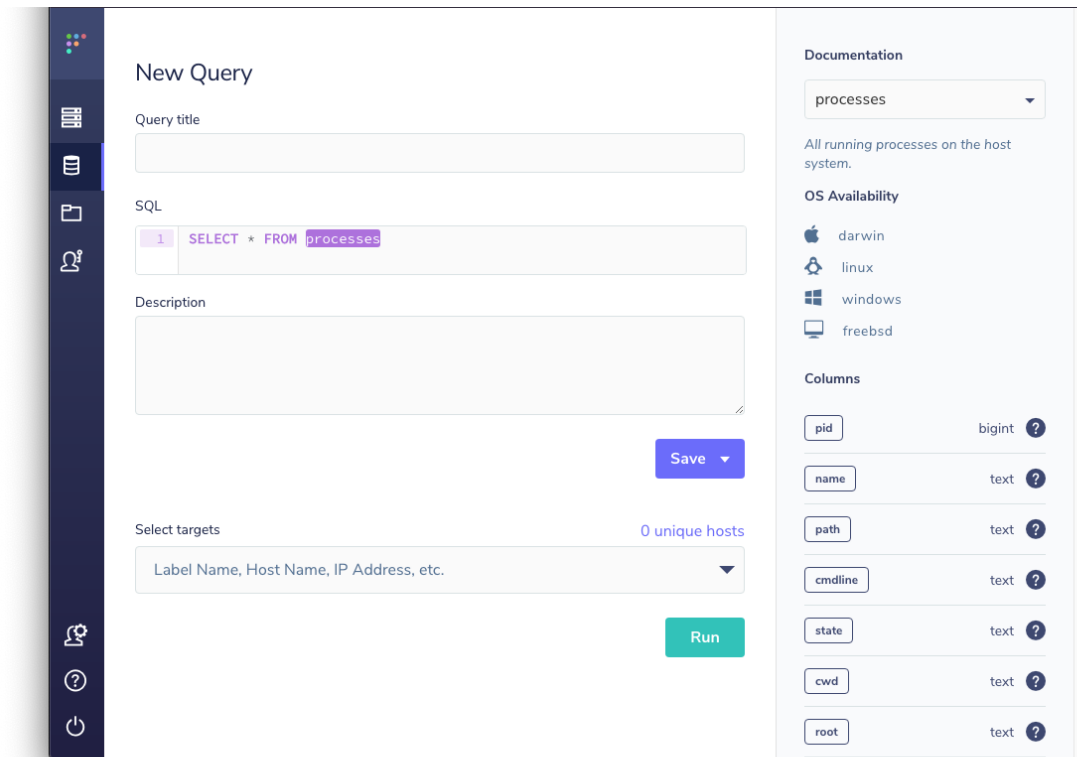 New Query
Query title
SQL
1 SELECT * FROM processes
Description
Save
Select targets
0 unique hosts
Label Name, Host Name, IP Address, etc.
Run
Documentation
processes
All running processes on the host
system.
OS Availability
darwin
linux
windows
freebsd
Columns
pid bigint ?
name text ?
path text ?
cmdline text ?
state text ?
cwd text ?
root text ?